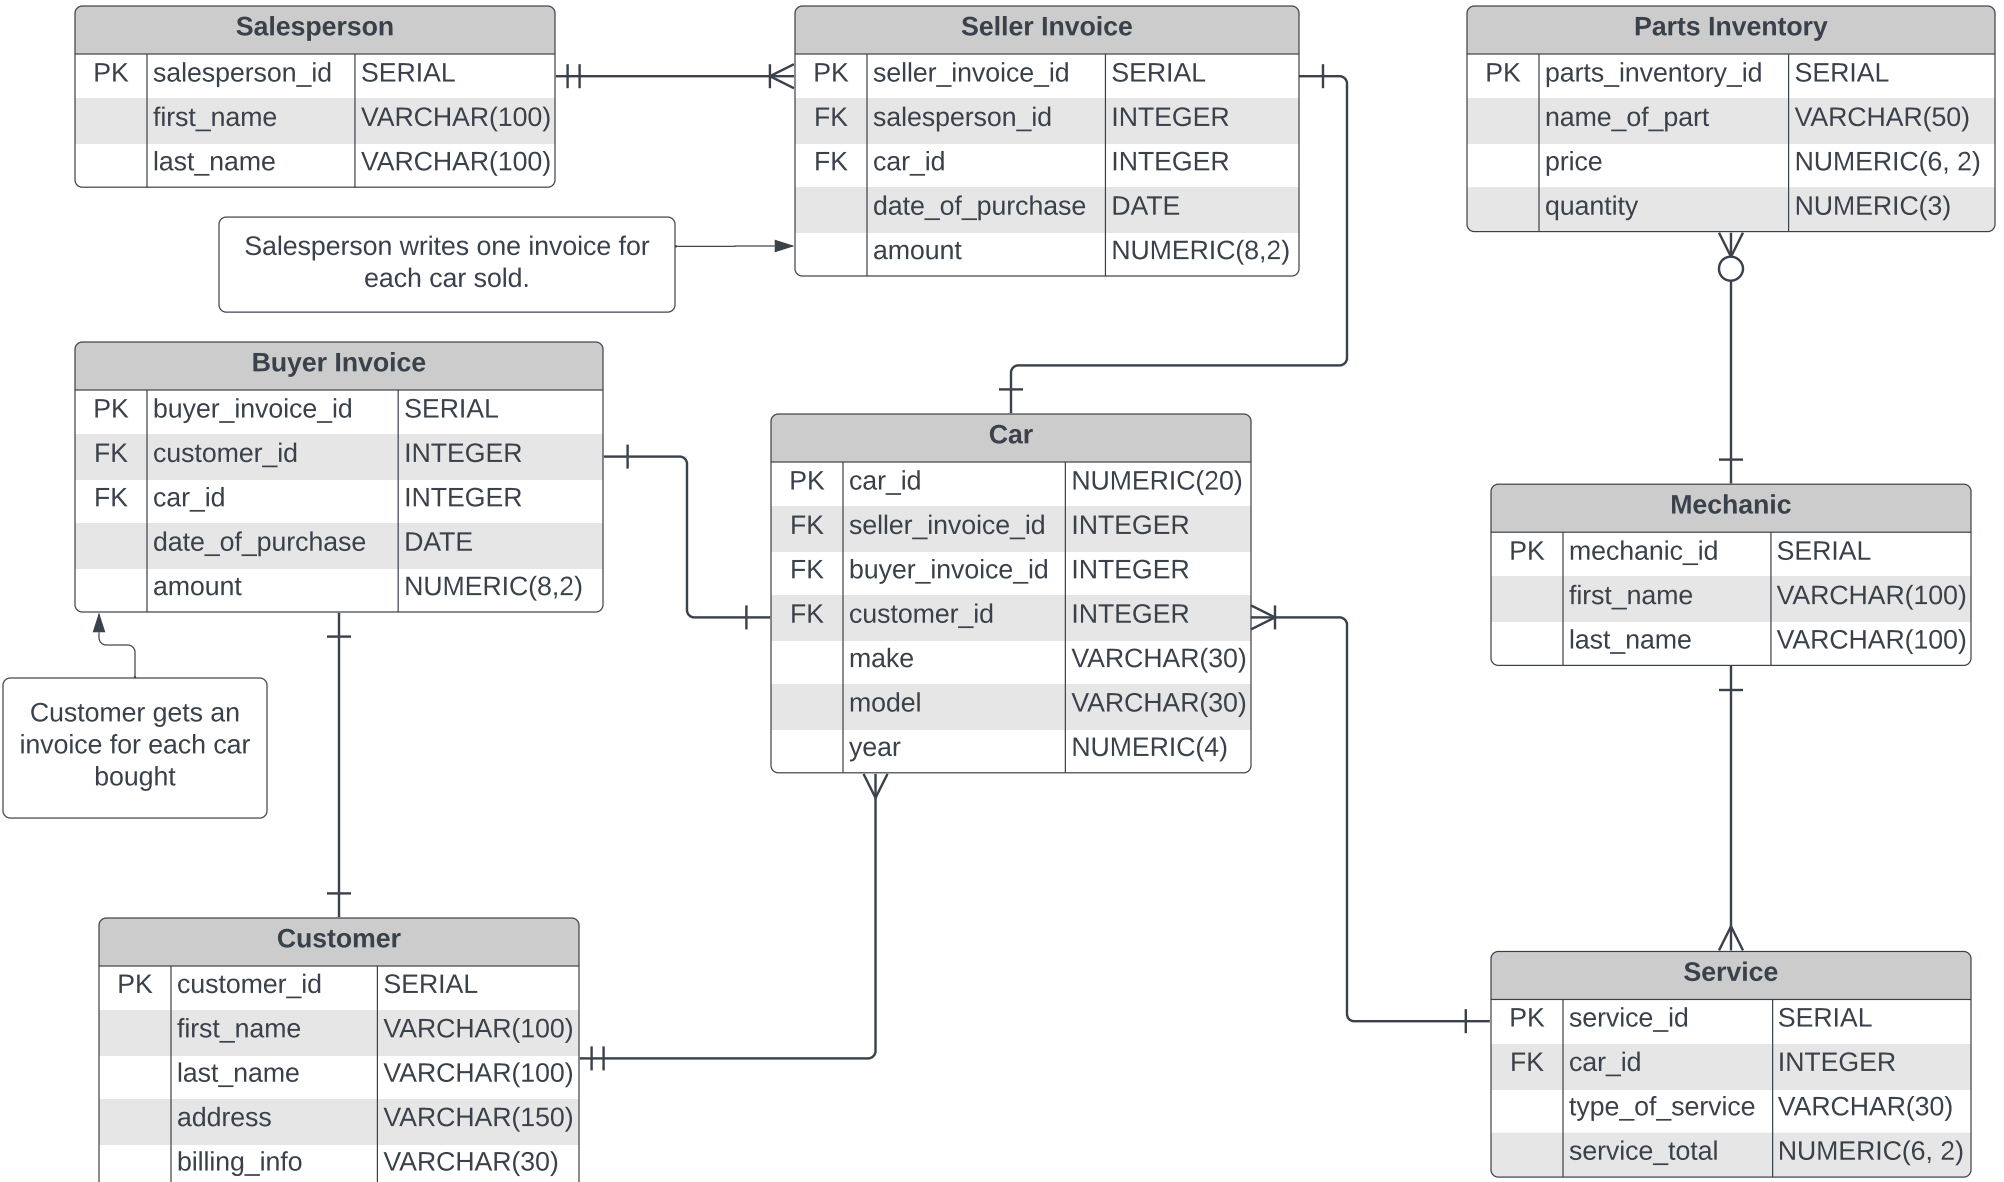 Salesperson
PK salesperson_id SERIAL
first_name VARCHAR(100)
last_name VARCHAR(100)
Seller Invoice
PK seller_invoice_id SERIAL
FK salesperson_id INTEGER
FK car_id INTEGER
date_of_purchase DATE
amount NUMERIC(8,2)
Parts Inventory
PK parts_inventory_id SERIAL
name_of_part VARCHAR(50)
price NUMERIC(6, 2)
quantity NUMERIC(3)
Salesperson writes one invoice for
each car sold.
Buyer Invoice
PK buyer_invoice_id SERIAL
FK customer_id INTEGER
FK car_id INTEGER
date_of_purchase DATE
amount NUMERIC(8,2)
Car
PK car_id NUMERIC(20)
FK seller_invoice_id INTEGER
FK buyer_invoice_id INTEGER
FK customer_id INTEGER
make VARCHAR(30)
model VARCHAR(30)
year NUMERIC(4)
Mechanic
PK mechanic_id SERIAL
first_name VARCHAR(100)
last_name VARCHAR(100)
Customer gets an
invoice for each car
bought
Customer
PK customer_id SERIAL
first_name VARCHAR(100)
last_name VARCHAR(100)
address VARCHAR(150)
billing_info VARCHAR(30)
Service
PK service_id SERIAL
FK car_id INTEGER
type_of_service VARCHAR(30)
service_total NUMERIC(6, 2)